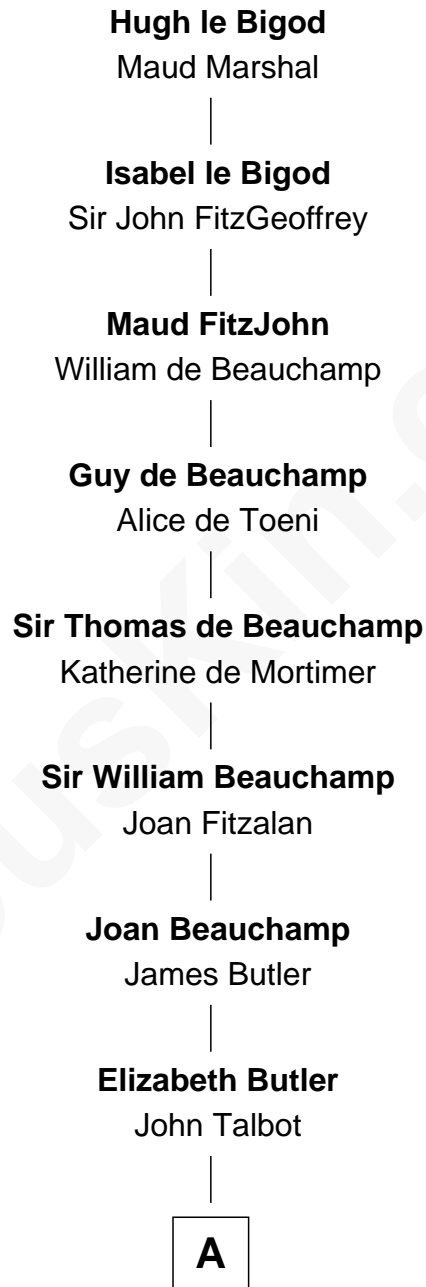 Hugh le Bigod
Maud Marshal
Isabel le Bigod
Sir John FitzGeoffrey
Maud FitzJohn
William de Beauchamp
Guy de Beauchamp
Alice de Toeni
Sir Thomas de Beauchamp
Katherine de Mortimer
Sir William Beauchamp
Joan Fitzalan
Joan Beauchamp
James Butler
Elizabeth Butler
John Talbot
A